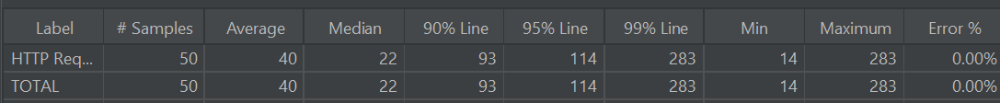 Label # Samples Average Median 90% Line 95% Line 99% Line Min Maximum Error %
HTTP Req... 50 40 22 93 114 283 14 283 0.00%
TOTAL 50 40 22 93 114 283 14 283 0.00%